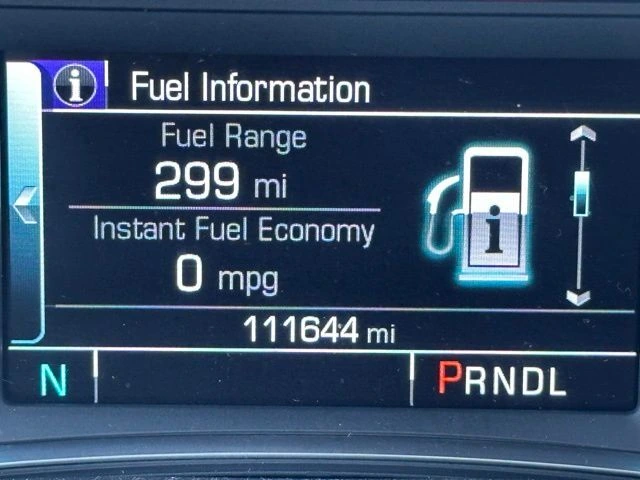 i Fuel Information
Fuel Range
299 mi
Instant Fuel Economy
0 mpg
i
111644 mi
N PRNDL